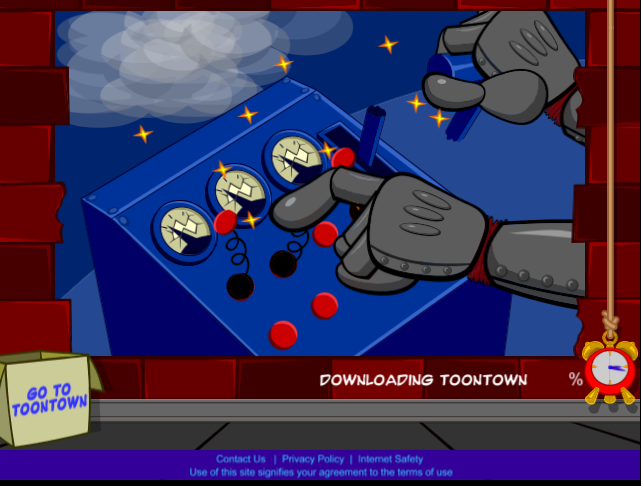 DOWNLOADING TOONTOWN %
GO TO
TOONTOWN
Contact Us | Privacy Policy | Internet Safety
Use of this site signifies your agreement to the terms of use